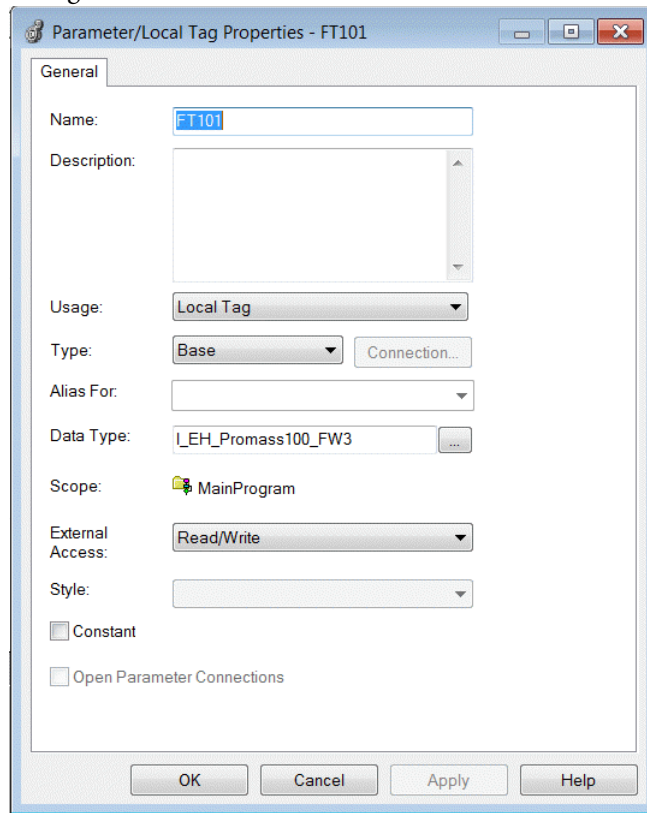 Parameter/Local Tag Properties - FT101
General
Name: FT101
Description:
Usage: Local Tag
Type: Base Connection...
Alias For:
Data Type: I_EH_Promass100_FW3 ...
Scope: MainProgram
External Access: Read/Write
Style:
Constant
Open Parameter Connections
OK Cancel Apply Help